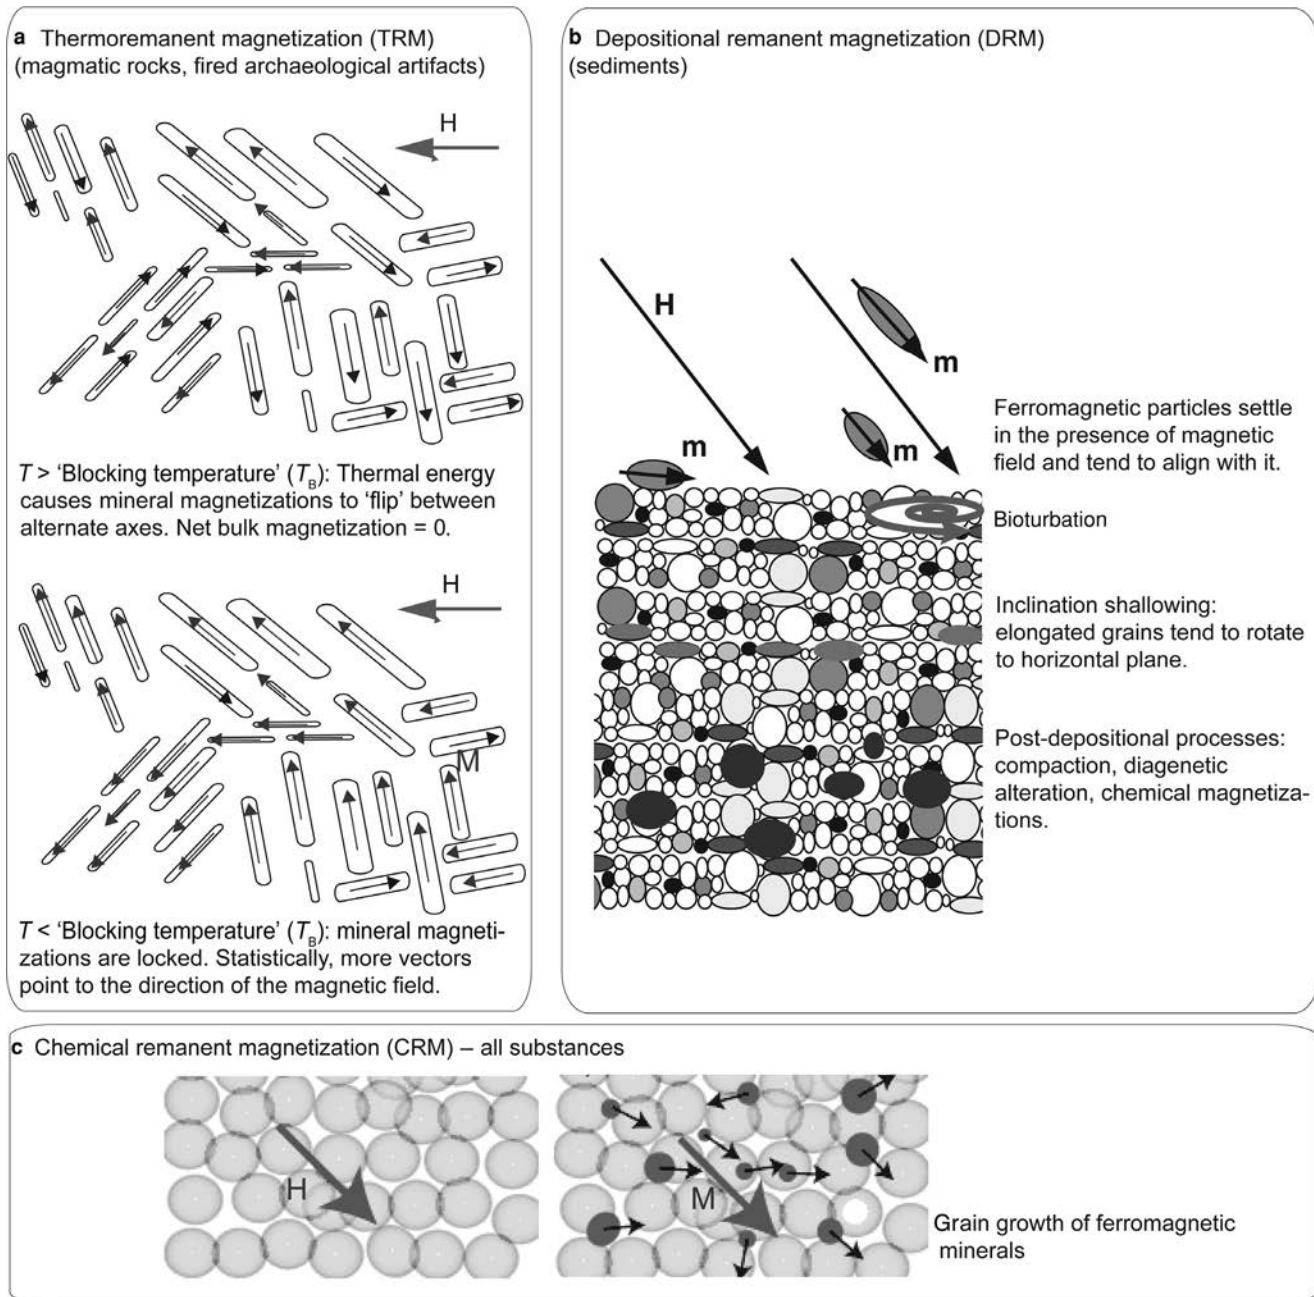 a Thermoremanent magnetization (TRM)
(magmatic rocks, fired archaeological artifacts)
H
T > ‘Blocking temperature’ (TB): Thermal energy
causes mineral magnetizations to ‘flip’ between
alternate axes. Net bulk magnetization = 0.
H
M
T < ‘Blocking temperature’ (TB): mineral magneti-
zations are locked. Statistically, more vectors
point to the direction of the magnetic field.
b Depositional remanent magnetization (DRM)
(sediments)
H
m
m
m
Ferromagnetic particles settle
in the presence of magnetic
field and tend to align with it.
Bioturbation
Inclination shallowing:
elongated grains tend to rotate
to horizontal plane.
Post-depositional processes:
compaction, diagenetic
alteration, chemical magnetiza-
tions.
c Chemical remanent magnetization (CRM) – all substances
H
M
Grain growth of ferromagnetic
minerals